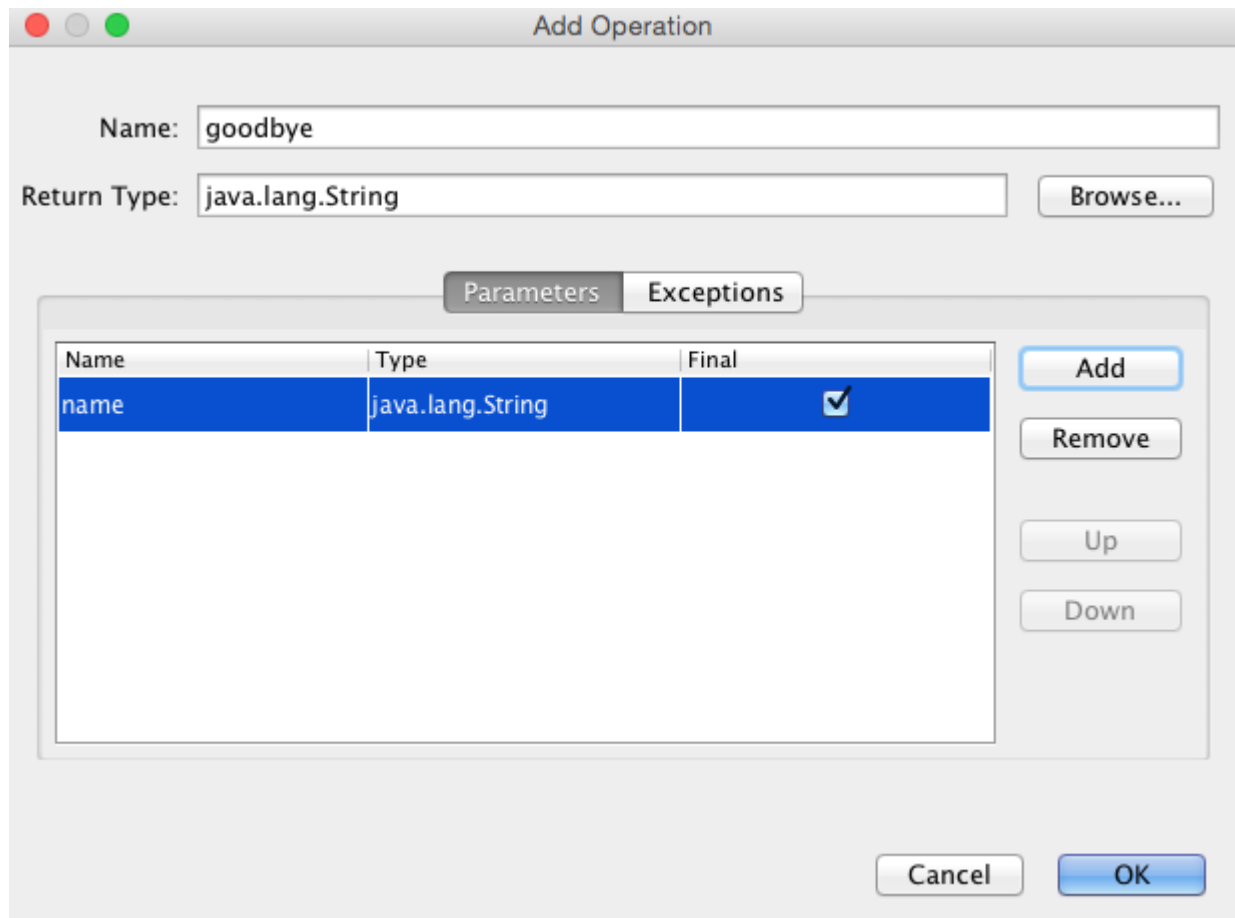 Add Operation
Name: goodbye
Return Type: java.lang.String Browse...
Parameters Exceptions
Name Type Final Add
name java.lang.String
Remove
Up
Down
Cancel OK